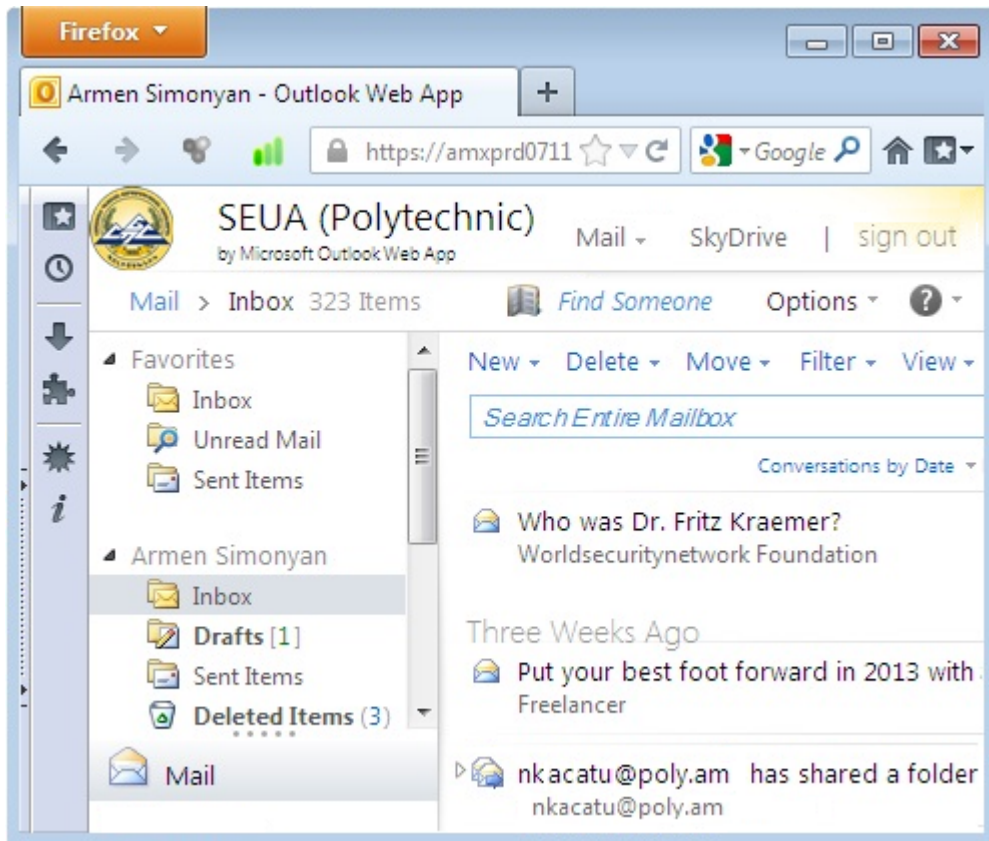 Firefox
Armen Simonyan - Outlook Web App
https://amxprd0711
Google
SEUA (Polytechnic)
by Microsoft Outlook Web App
Mail SkyDrive | sign out
Mail > Inbox 323 Items
Find Someone Options ?
Favorites
Inbox
Unread Mail
Sent Items
Armen Simonyan
Inbox
Drafts [1]
Sent Items
Deleted Items (3)
Mail
New Delete Move Filter View
Search Entire Mailbox
Conversations by Date
Who was Dr. Fritz Kraemer?
Worldsecuritynetwork Foundation
Three Weeks Ago
Put your best foot forward in 2013 with
Freelancer
nkacatu@poly.am has shared a folder
nkacatu@poly.am